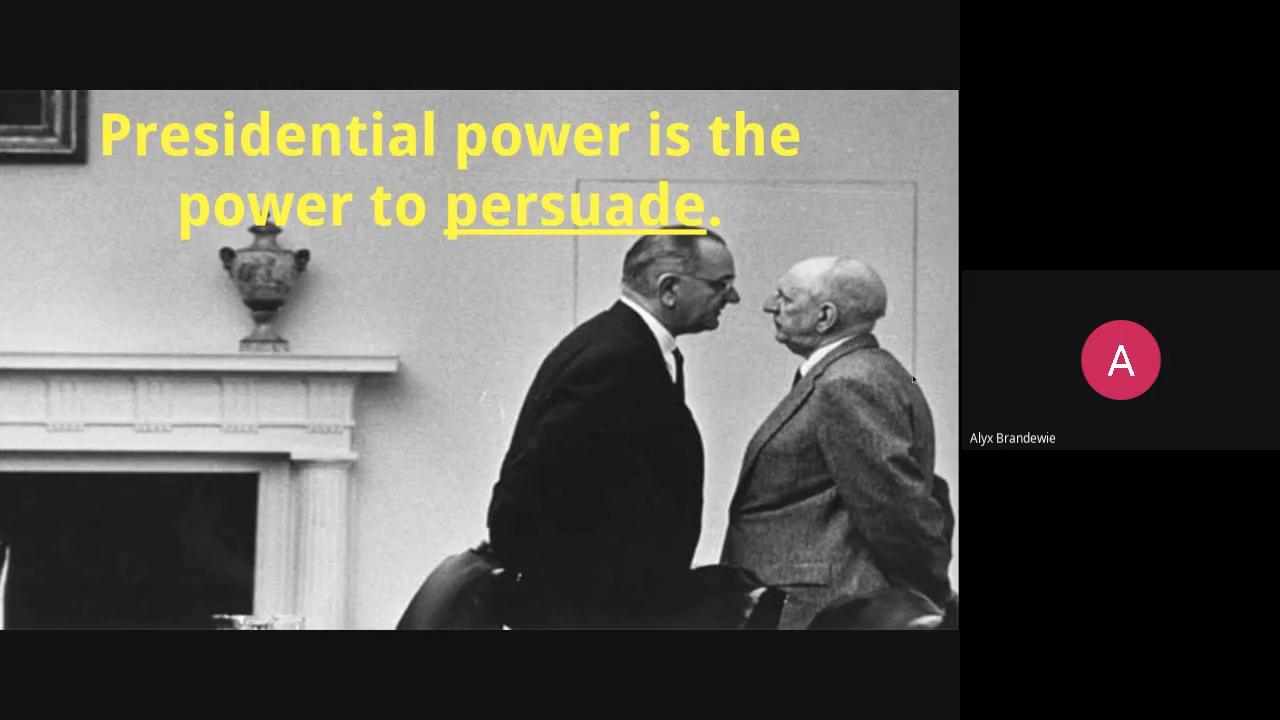 Presidential power is the
power to persuade.
A
Alyx Brandewie